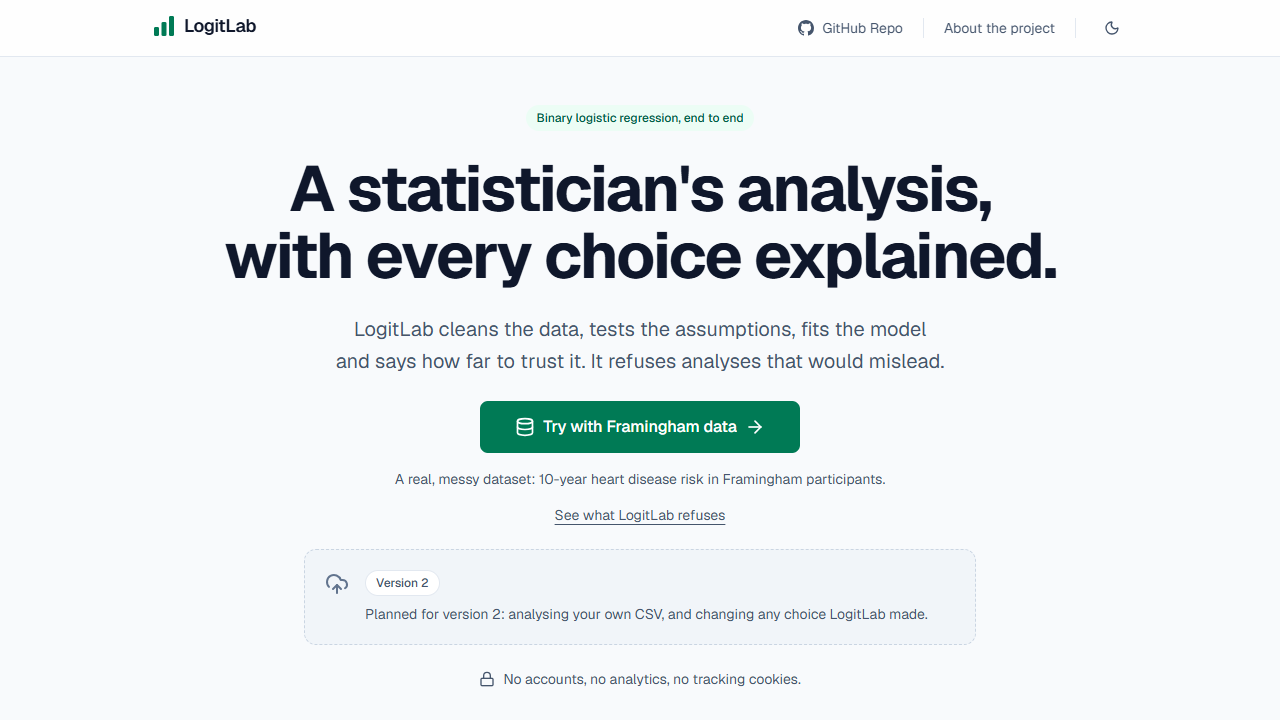 LogitLab
GitHub Repo
About the project
Binary logistic regression, end to end
A statistician's analysis,
with every choice explained.
LogitLab cleans the data, tests the assumptions, fits the model
and says how far to trust it. It refuses analyses that would mislead.
Try with Framingham data
A real, messy dataset: 10-year heart disease risk in Framingham participants.
See what LogitLab refuses
Version 2
Planned for version 2: analysing your own CSV, and changing any choice LogitLab made.
No accounts, no analytics, no tracking cookies.